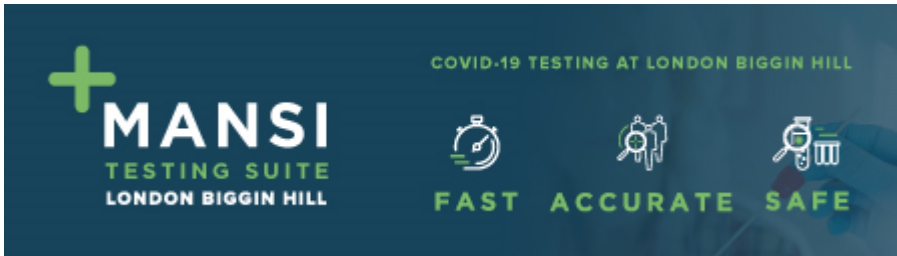 MANSI
TESTING SUITE
LONDON BIGGIN HILL
COVID-19 TESTING AT LONDON BIGGIN HILL
FAST ACCURATE SAFE